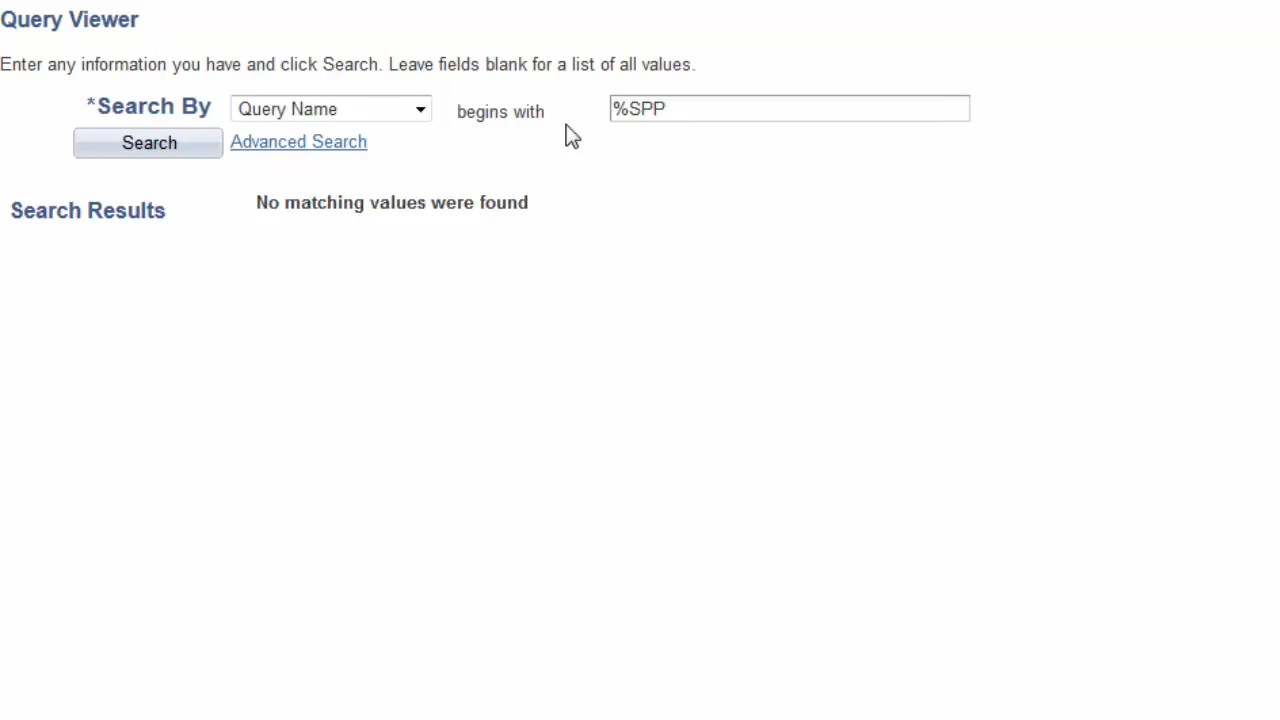 Query Viewer
Enter any information you have and click Search. Leave fields blank for a list of all values.
*Search By Query Name begins with %SPP
Search Advanced Search
Search Results No matching values were found